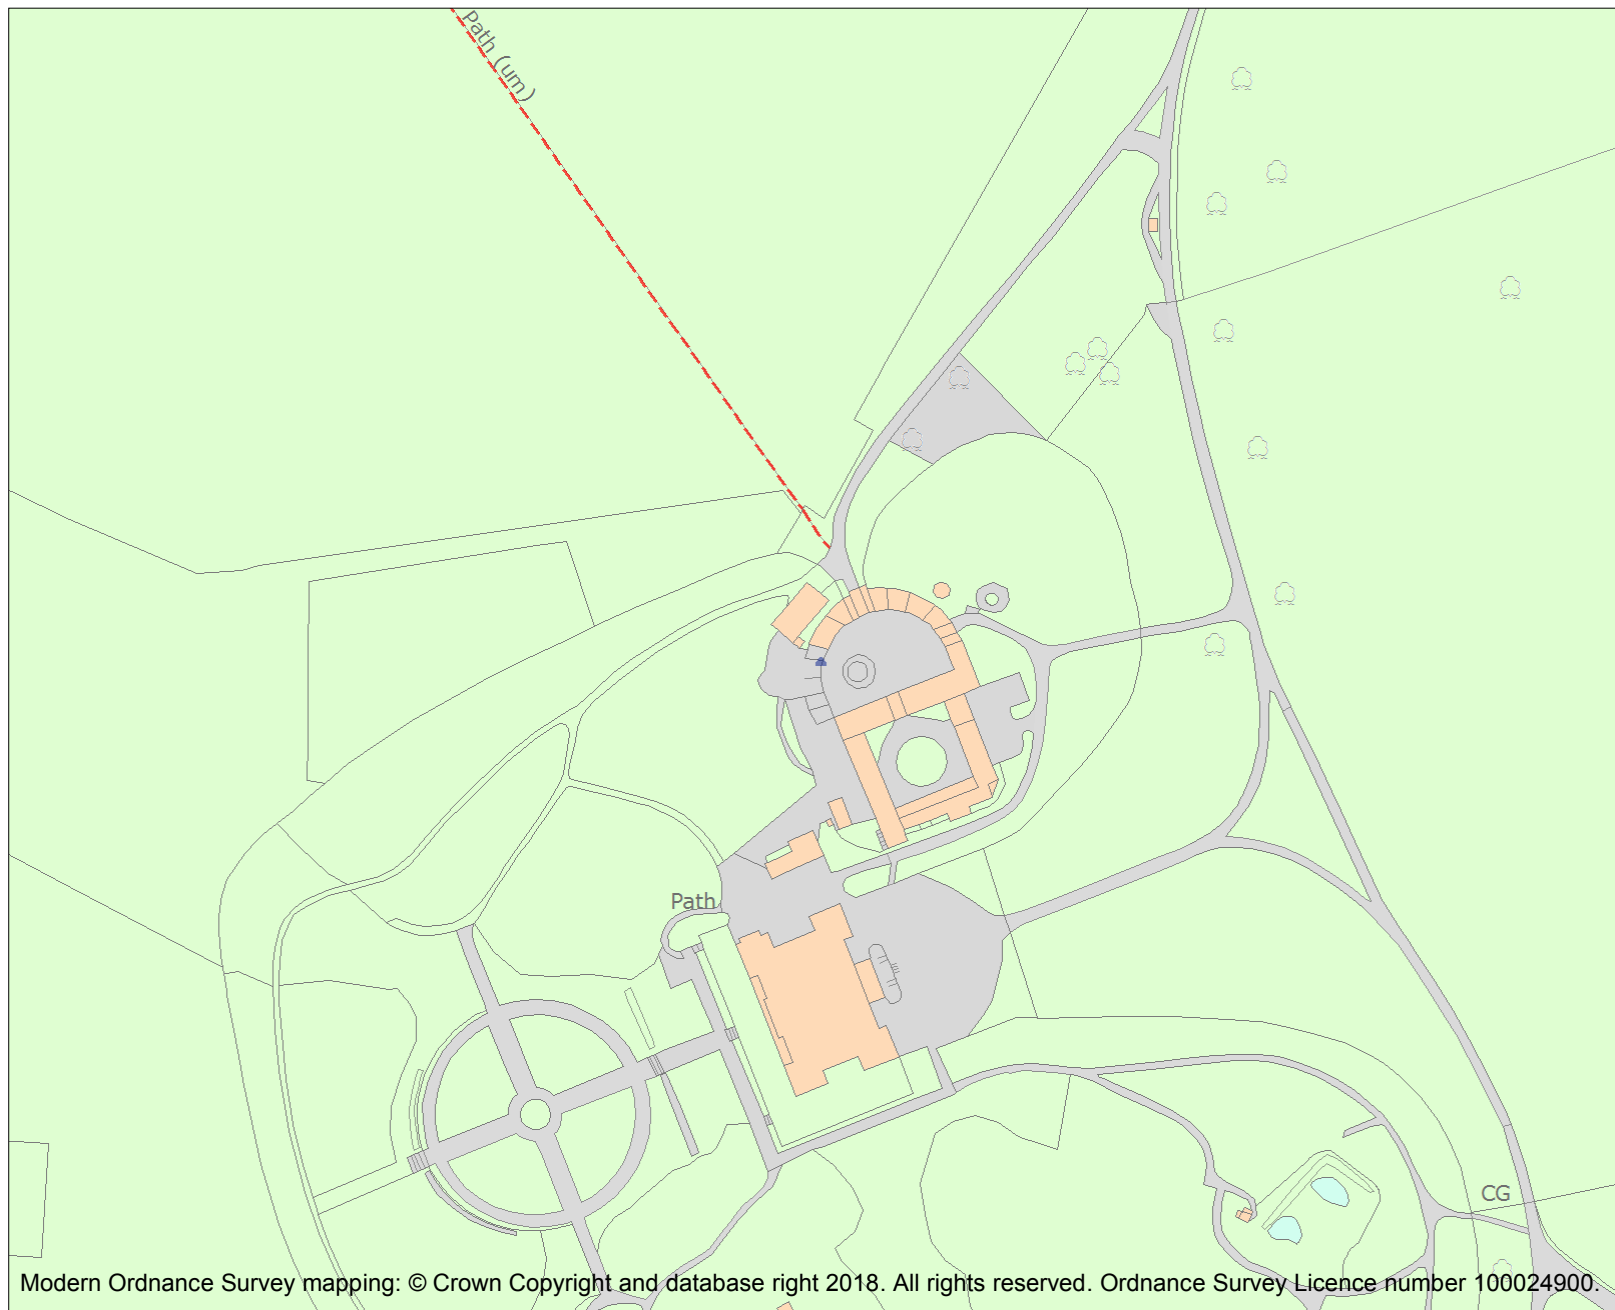 Path (um)
Path
CG
Modern Ordnance Survey mapping: © Crown Copyright and database right 2018. All rights reserved. Ordnance Survey Licence number 100024900.